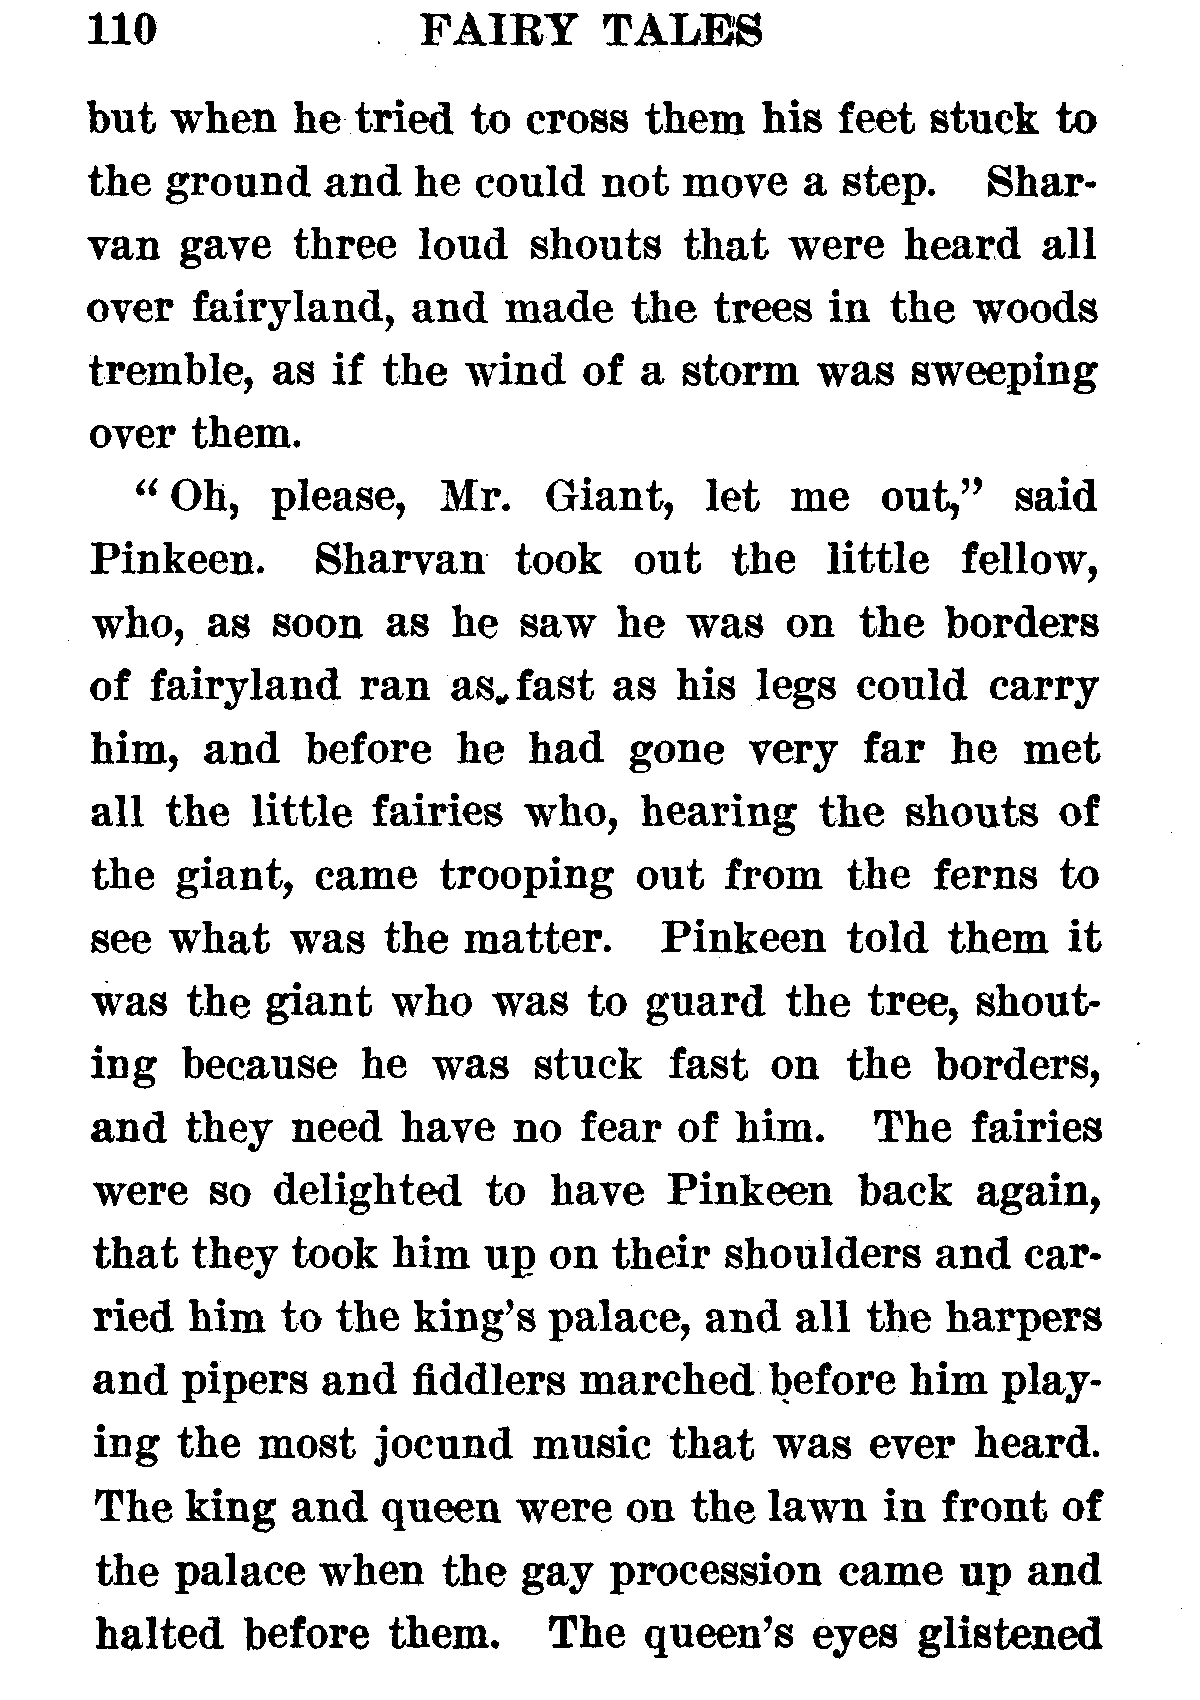 110 FAIRY TALES
but when he tried to cross them his feet stuck to
the ground and he could not move a step. Shar-
van gave three loud shouts that were heard all
over fairyland, and made the trees in the woods
tremble, as if the wind of a storm was sweeping
over them.
“Oh, please, Mr. Giant, let me out,” said
Pinkeen. Sharvan took out the little fellow,
who, as soon as he saw he was on the borders
of fairyland ran as fast as his legs could carry
him, and before he had gone very far he met
all the little fairies who, hearing the shouts of
the giant, came trooping out from the ferns to
see what was the matter. Pinkeen told them it
was the giant who was to guard the tree, shout-
ing because he was stuck fast on the borders,
and they need have no fear of him. The fairies
were so delighted to have Pinkeen back again,
that they took him up on their shoulders and car-
ried him to the king’s palace, and all the harpers
and pipers and fiddlers marched before him play-
ing the most jocund music that was ever heard.
The king and queen were on the lawn in front of
the palace when the gay procession came up and
halted before them. The queen’s eyes glistened